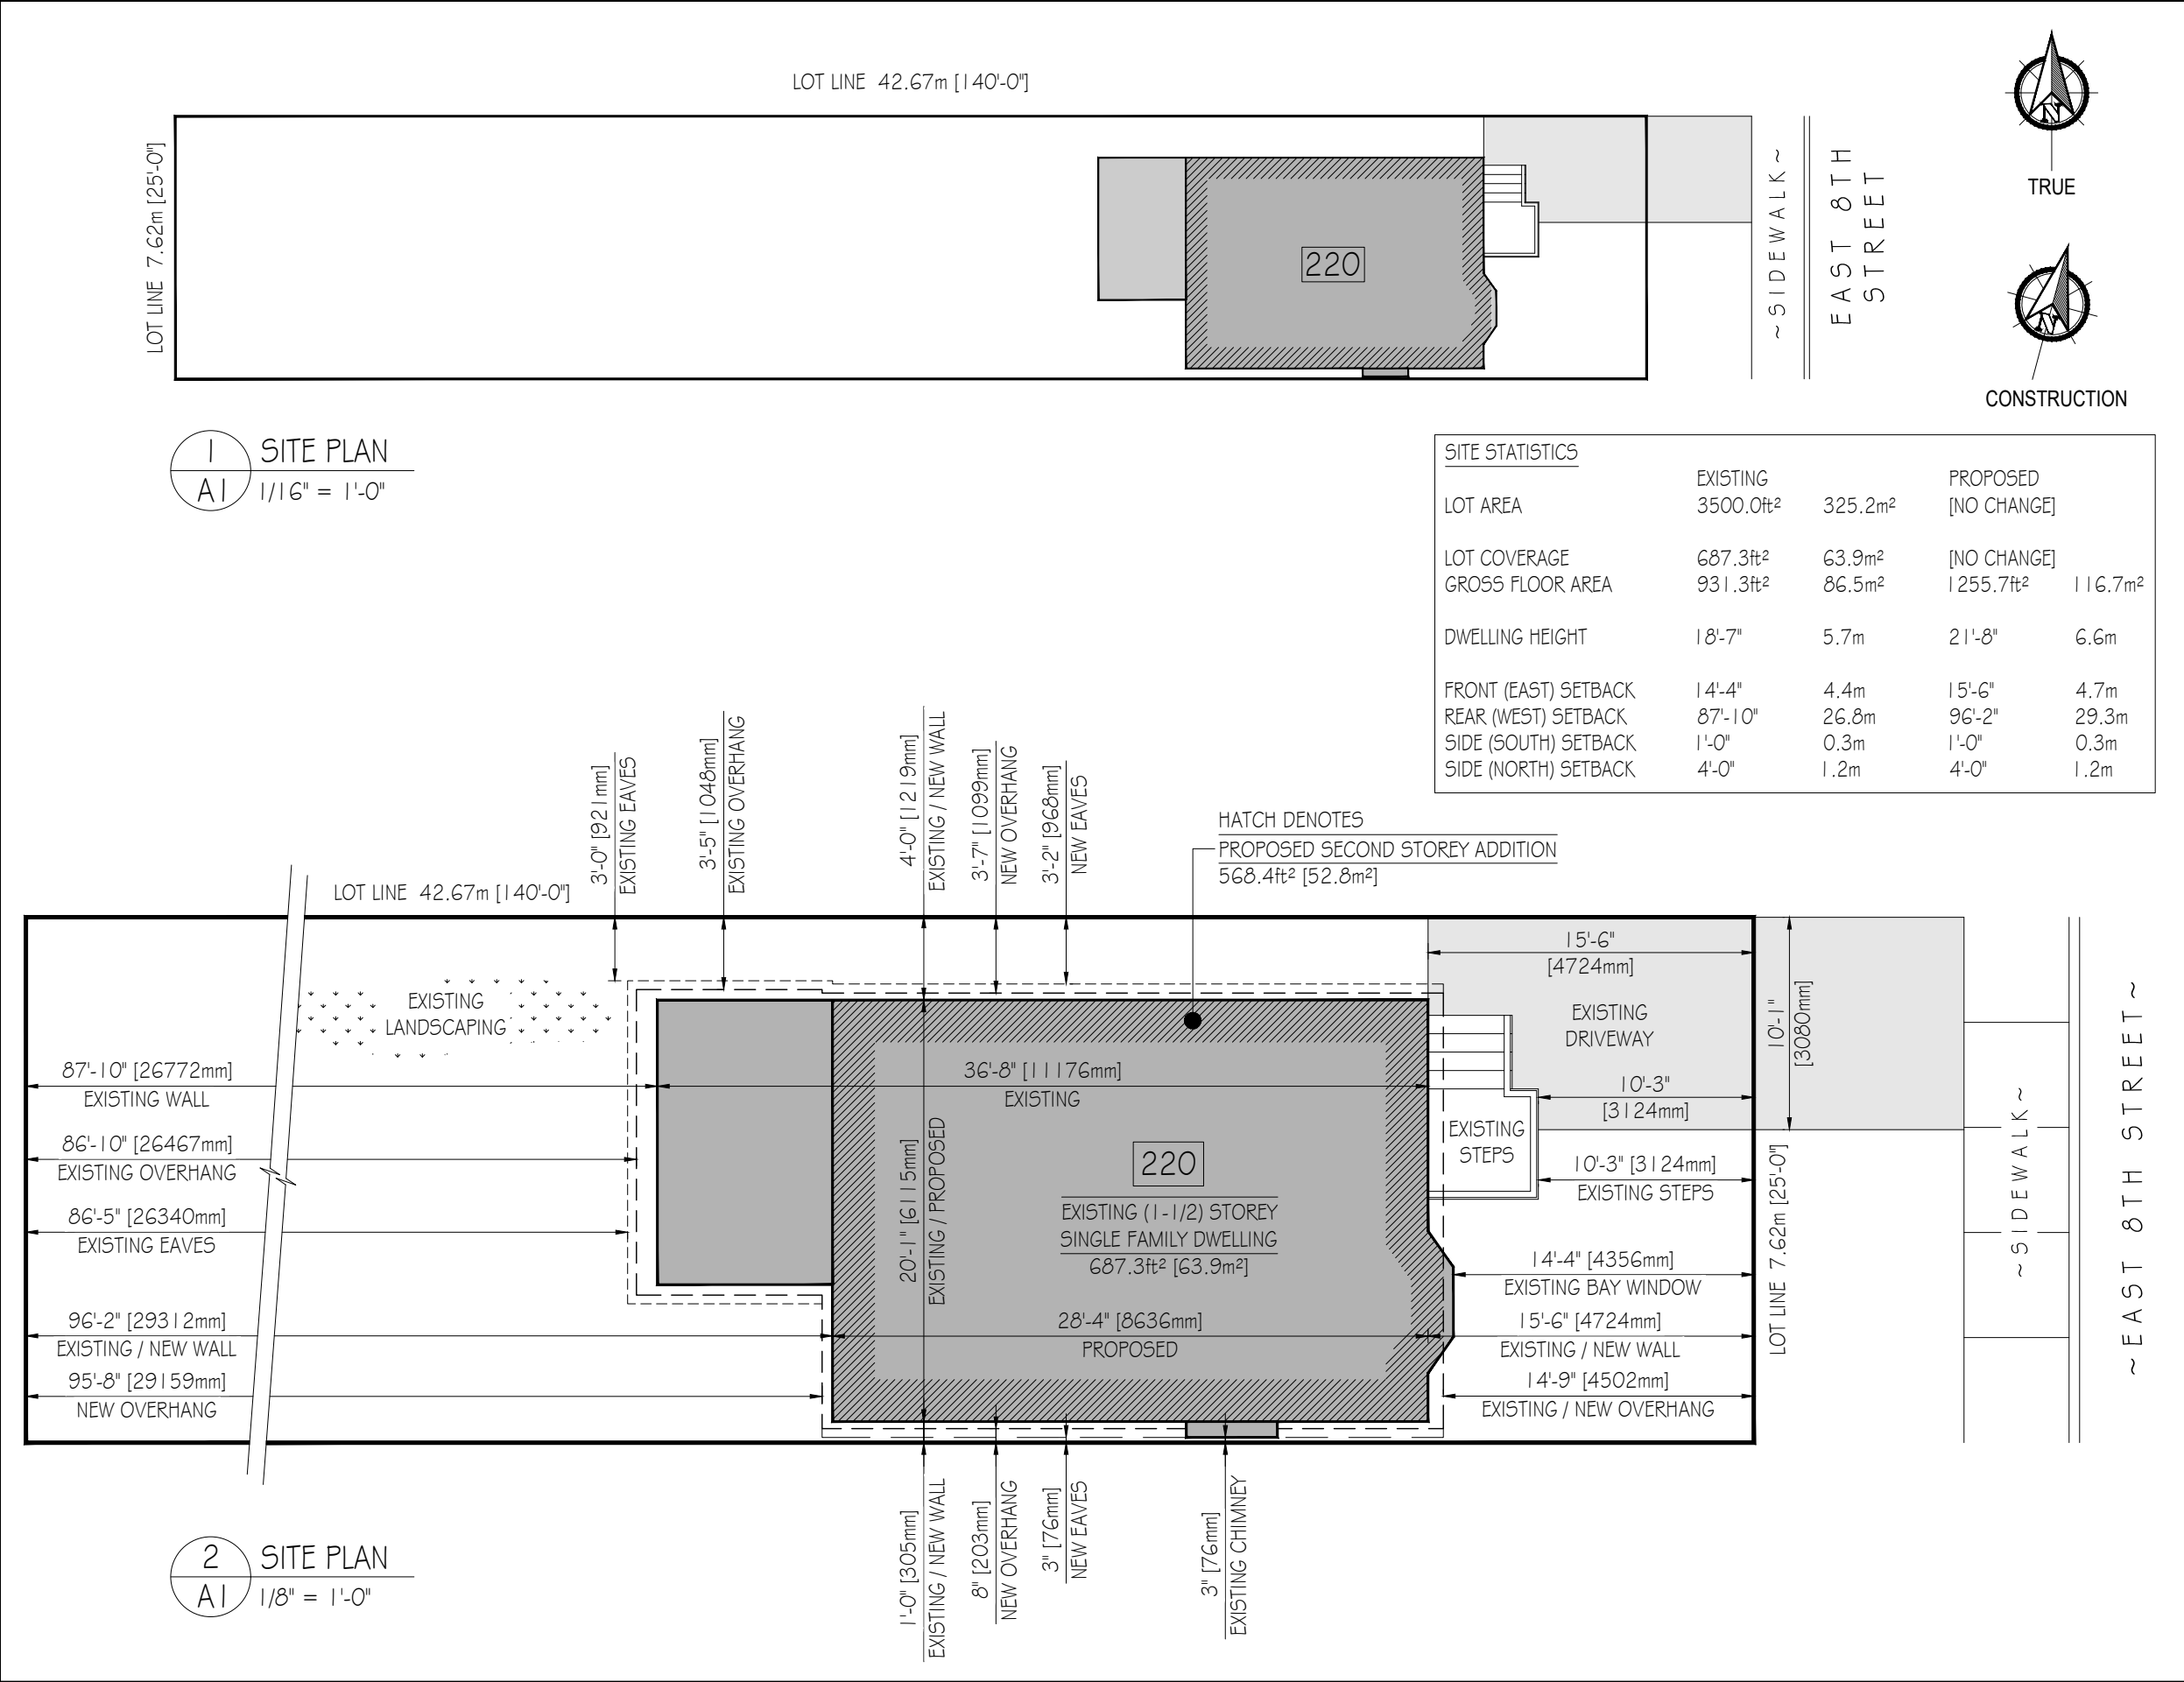 LOT LINE 42.67m [140'-0"]
LOT LINE 7.62m [25'-0"]
220
~SIDEWALK~
EAST 8TH
STREET
N
TRUE
N
CONSTRUCTION
1
A1
SITE PLAN
1/16" = 1'-0"
SITE STATISTICS
EXISTING PROPOSED
LOT AREA 3500.0ft² 325.2m² [NO CHANGE]
LOT COVERAGE 687.3ft² 63.9m² [NO CHANGE]
GROSS FLOOR AREA 931.3ft² 86.5m² 1255.7ft² 116.7m²
DWELLING HEIGHT 18'-7" 5.7m 21'-8" 6.6m
FRONT (EAST) SETBACK 14'-4" 4.4m 15'-6" 4.7m
REAR (WEST) SETBACK 87'-10" 26.8m 96'-2" 29.3m
SIDE (SOUTH) SETBACK 1'-0" 0.3m 1'-0" 0.3m
SIDE (NORTH) SETBACK 4'-0" 1.2m 4'-0" 1.2m
3'-0" [921mm]
EXISTING EAVES
3'-5" [1048mm]
EXISTING OVERHANG
4'-0" [1219mm]
EXISTING / NEW WALL
3'-7" [1099mm]
NEW OVERHANG
3'-2" [968mm]
NEW EAVES
HATCH DENOTES
PROPOSED SECOND STOREY ADDITION
568.4ft² [52.8m²]
LOT LINE 42.67m [140'-0"]
EXISTING
LANDSCAPING
87'-10" [26772mm]
EXISTING WALL
86'-10" [26467mm]
EXISTING OVERHANG
86'-5" [26340mm]
EXISTING EAVES
96'-2" [29312mm]
EXISTING / NEW WALL
95'-8" [29159mm]
NEW OVERHANG
36'-8" [11176mm]
EXISTING
20'-1" [6115mm]
EXISTING / PROPOSED
220
EXISTING (1-1/2) STOREY
SINGLE FAMILY DWELLING
687.3ft² [63.9m²]
28'-4" [8636mm]
PROPOSED
15'-6"
[4724mm]
EXISTING
DRIVEWAY
10'-3"
[3124mm]
10'-1"
[3080mm]
EXISTING
STEPS
10'-3" [3124mm]
EXISTING STEPS
14'-4" [4356mm]
EXISTING BAY WINDOW
15'-6" [4724mm]
EXISTING / NEW WALL
14'-9" [4502mm]
EXISTING / NEW OVERHANG
LOT LINE 7.62m [25'-0"]
~SIDEWALK~
~EAST 8TH STREET~
1'-0" [305mm]
EXISTING / NEW WALL
8" [203mm]
NEW OVERHANG
3" [76mm]
NEW EAVES
3" [76mm]
EXISTING CHIMNEY
2
A1
SITE PLAN
1/8" = 1'-0"